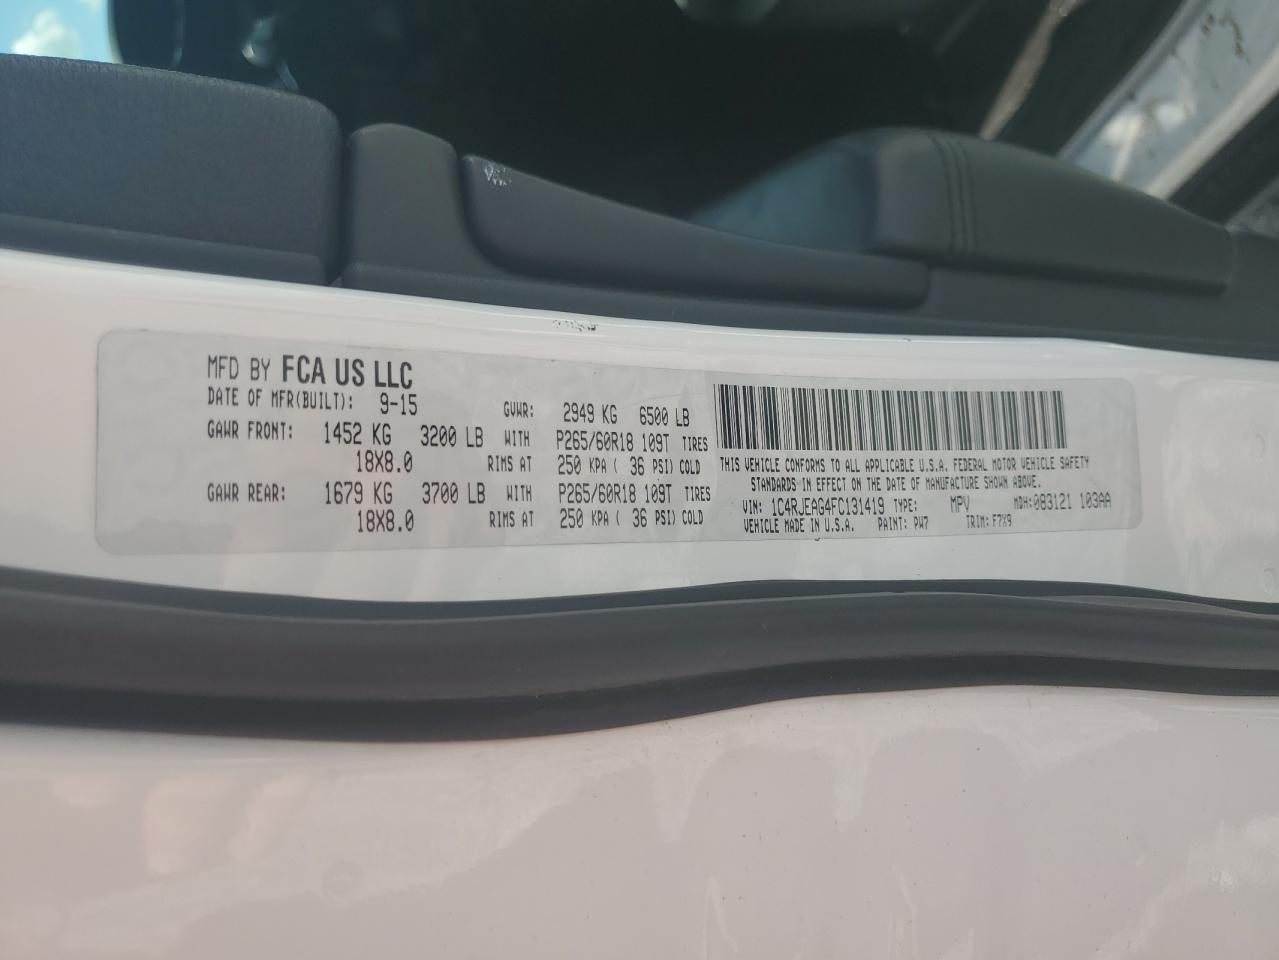 MFD BY FCA US LLC
DATE OF MFR(BUILT): 9-15 GVWR: 2949 KG 6500 LB
GAWR FRONT: 1452 KG 3200 LB WITH P265/60R18 109T TIRES
18X8.0 RIMS AT 250 KPA ( 36 PSI) COLD
GAWR REAR: 1679 KG 3700 LB WITH P265/60R18 109T TIRES
18X8.0 RIMS AT 250 KPA ( 36 PSI) COLD
THIS VEHICLE CONFORMS TO ALL APPLICABLE U.S.A. FEDERAL MOTOR VEHICLE SAFETY
STANDARDS IN EFFECT ON THE DATE OF MANUFACTURE SHOWN ABOVE.
VIN: 1C4RJEAG4FC131419 TYPE: MPV MDH: 083121 103AA
VEHICLE MADE IN U.S.A. PAINT: PW7 TRIM: F7X9